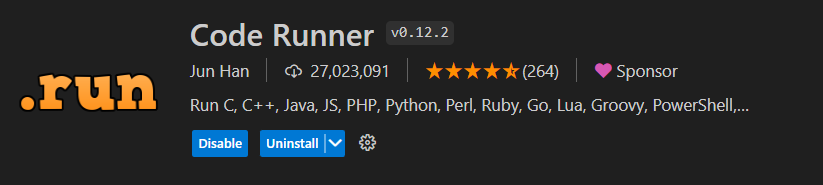 .run
Code Runner v0.12.2
Jun Han 27,023,091 (264) Sponsor
Run C, C++, Java, JS, PHP, Python, Perl, Ruby, Go, Lua, Groovy, PowerShell,...
Disable Uninstall